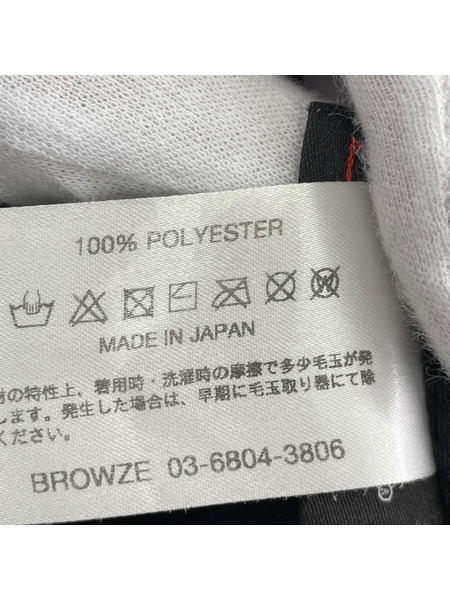 100% POLYESTER
MADE IN JAPAN
の特性上、着用時・洗濯時の摩擦で多少毛玉が発
します。発生した場合は、早期に毛玉取り器にて除
ください。
BROWZE 03-6804-3806